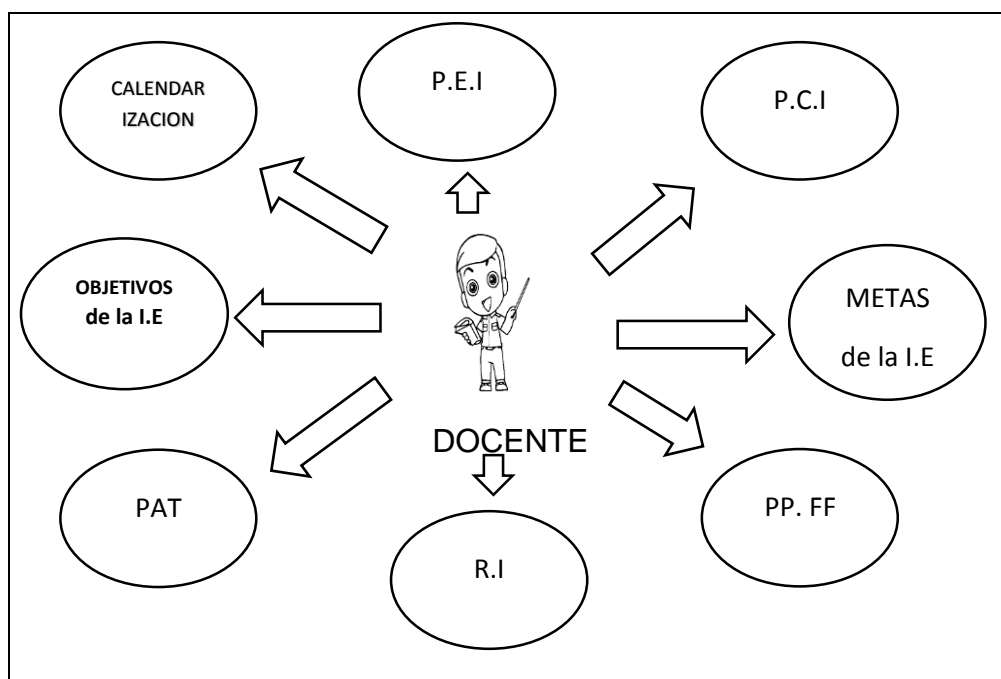 P.E.I
CALENDAR
IZACION
P.C.I
OBJETIVOS
de la I.E
METAS
de la I.E
DOCENTE
PAT
PP. FF
R.I